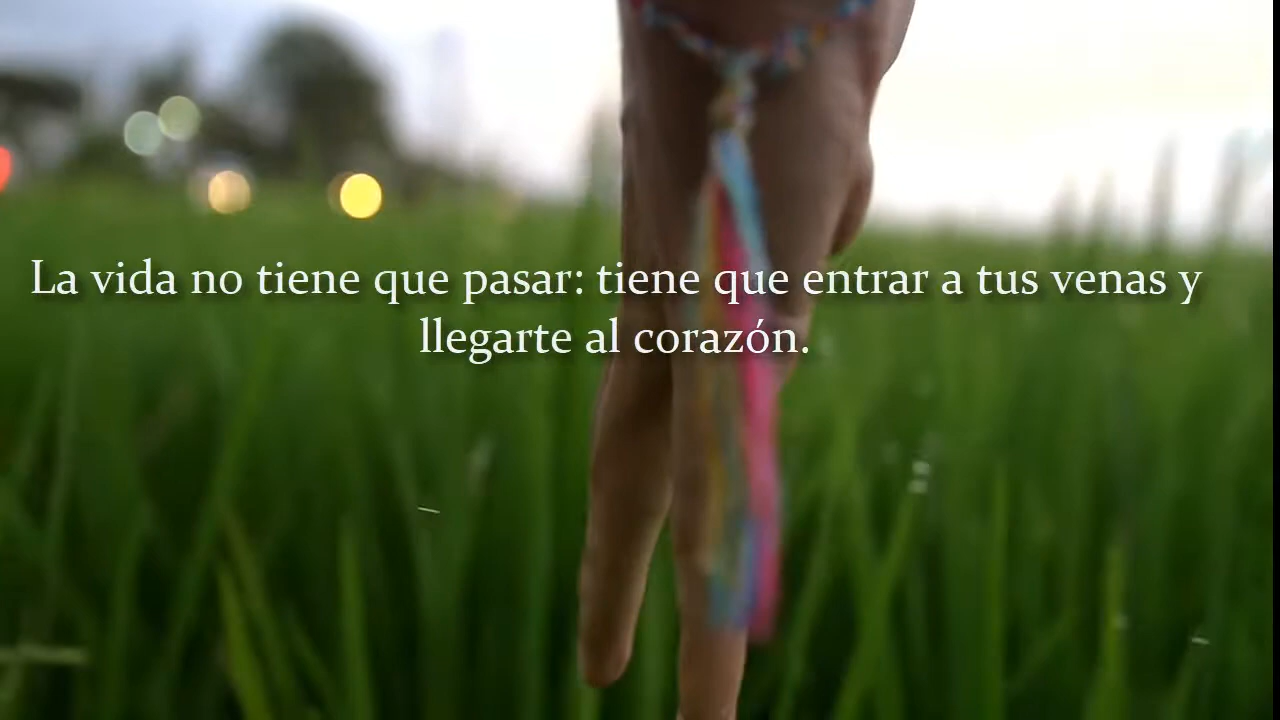 La vida no tiene que pasar: tiene que entrar a tus venas y
llegarte al corazón.